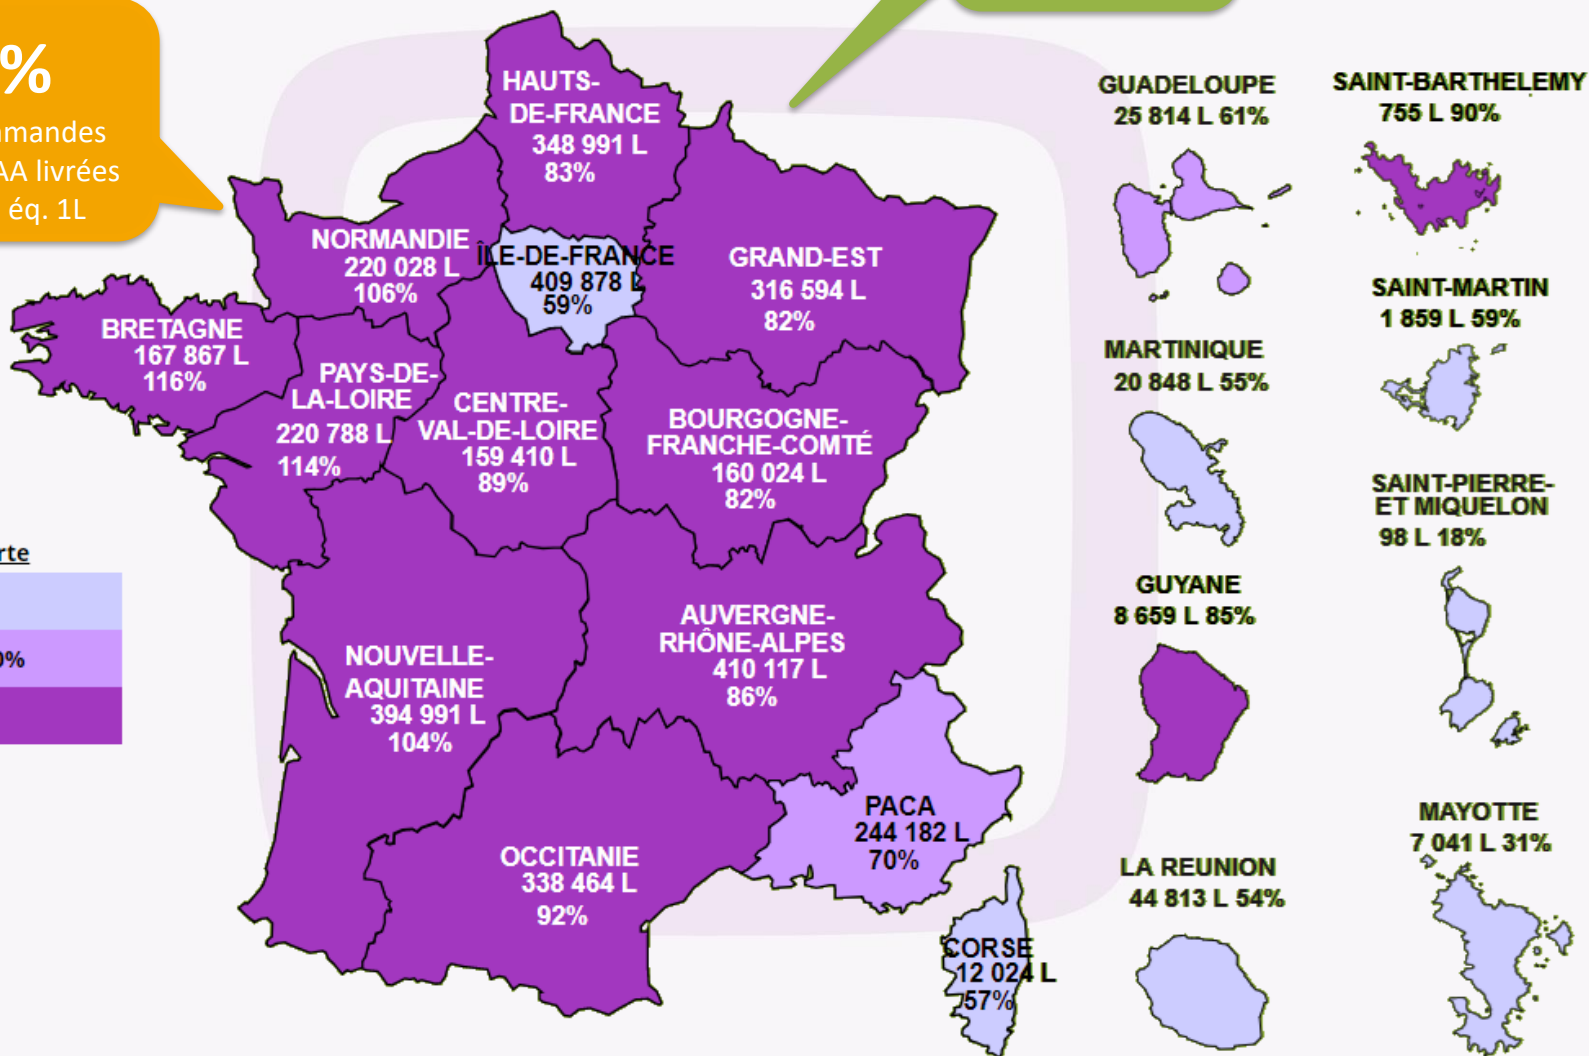 %
AA livrées
éq. 1L
HAUTS-
DE-FRANCE
348 991 L
83%
NORMANDIE
220 028 L
106%
ÎLE-DE-FRANCE
409 878 L
59%
GRAND-EST
316 594 L
82%
BRETAGNE
167 867 L
116%
PAYS-DE-
LA-LOIRE
220 788 L
114%
CENTRE-
VAL-DE-LOIRE
159 410 L
89%
BOURGOGNE-
FRANCHE-COMTÉ
160 024 L
82%
NOUVELLE-
AQUITAINE
394 991 L
104%
AUVERGNE-
RHÔNE-ALPES
410 117 L
86%
OCCITANIE
338 464 L
92%
PACA
244 182 L
70%
CORSE
12 024 L
57%
GUADELOUPE
25 814 L 61%
MARTINIQUE
20 848 L 55%
GUYANE
8 659 L 85%
LA REUNION
44 813 L 54%
SAINT-BARTHELEMY
755 L 90%
SAINT-MARTIN
1 859 L 59%
SAINT-PIERRE-
ET MIQUELON
98 L 18%
MAYOTTE
7 041 L 31%